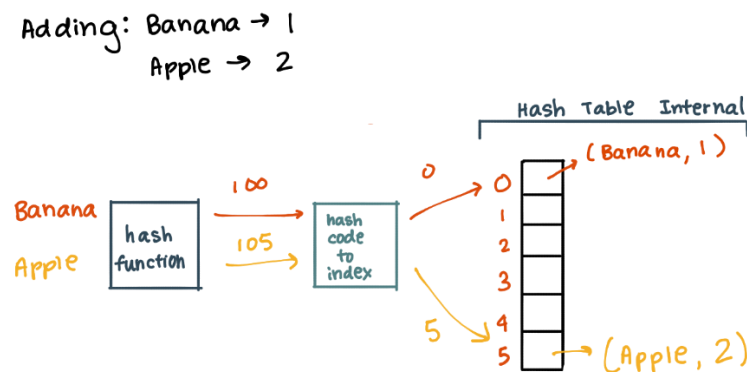 Adding: Banana → 1
Apple → 2
Hash Table Internal
(Banana, 1)
100
0
0
Banana
hash
function
hash
code
to
index
1
105
2
Apple
3
5
4
5
(Apple, 2)